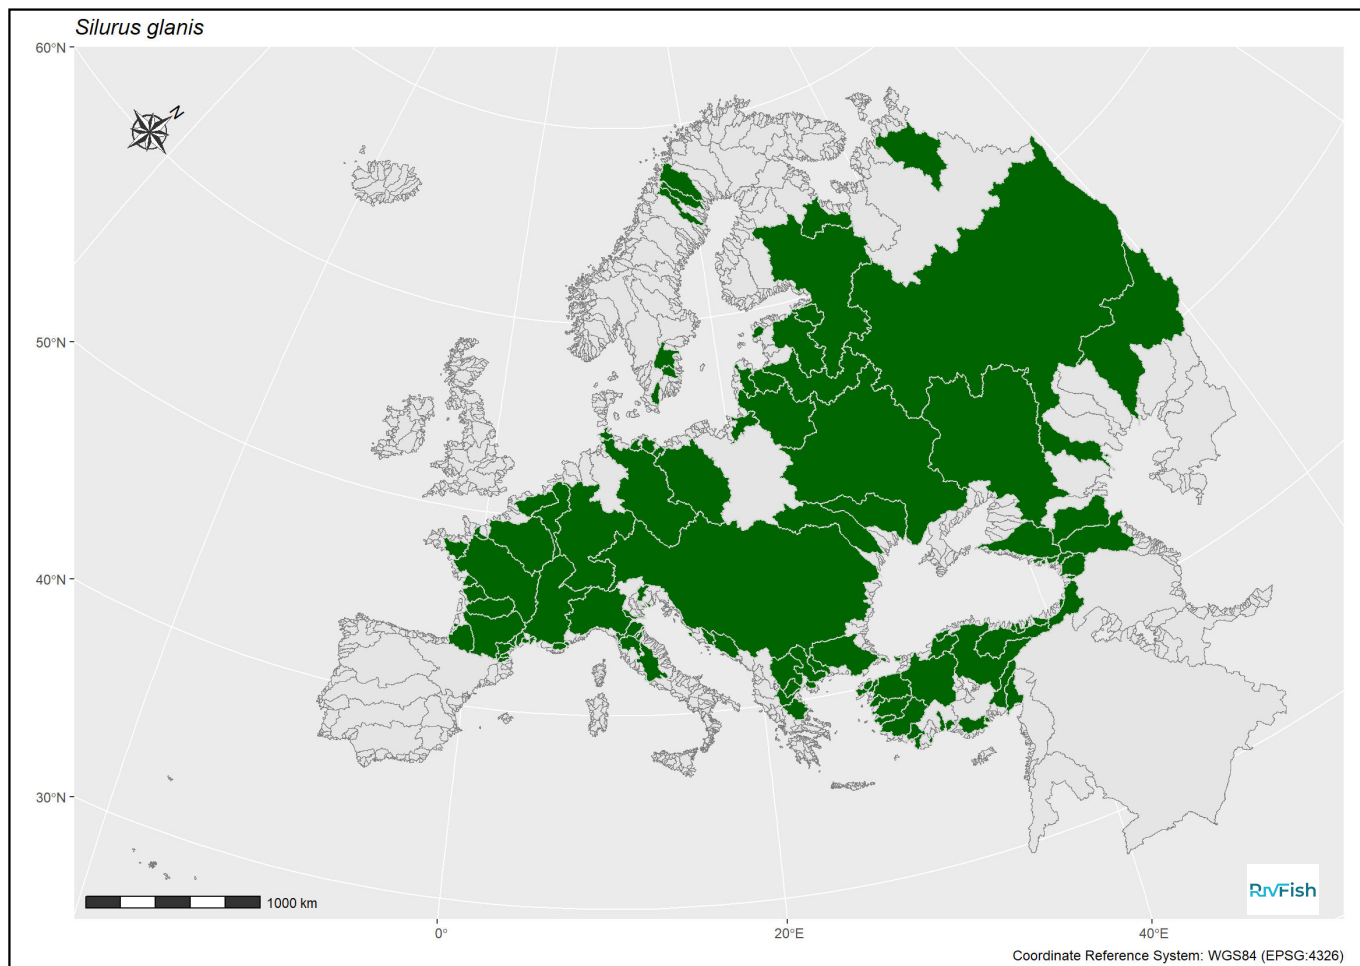 Silurus glanis
60°N
N
50°N
40°N
30°N
1000 km
RivFish
0°
20°E
40°E
Coordinate Reference System: WGS84 (EPSG:4326)